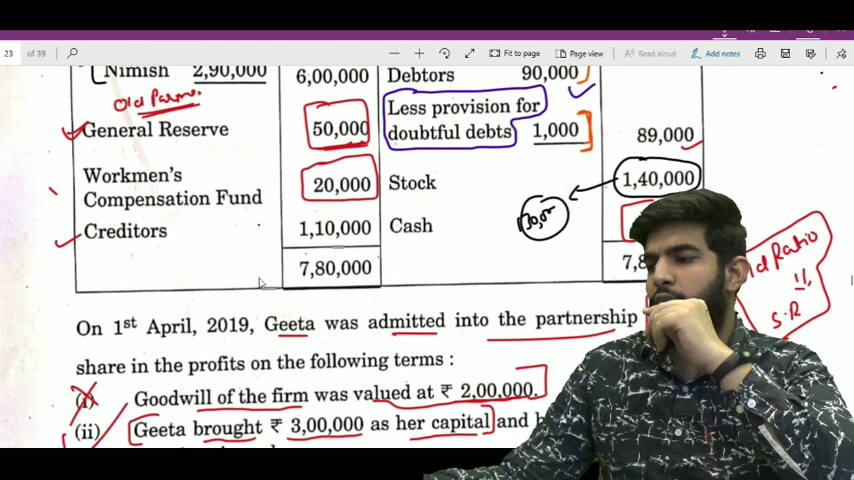 23 of 39
Fit to page
Page view
Read aloud
Add notes
Nimish 2,90,000 6,00,000 Debtors 90,000
Old
General Reserve 50,000 Less provision for
doubtful debts 1,000 89,000
Workmen's
Compensation Fund 20,000 Stock 1,40,000
Creditors 1,10,000 Cash
7,80,000 7,8
ld Ratio
S.R
On 1st April, 2019, Geeta was admitted into the partnership
share in the profits on the following terms :
(i) Goodwill of the firm was valued at ₹ 2,00,000.
(ii) Geeta brought ₹ 3,00,000 as her capital and h